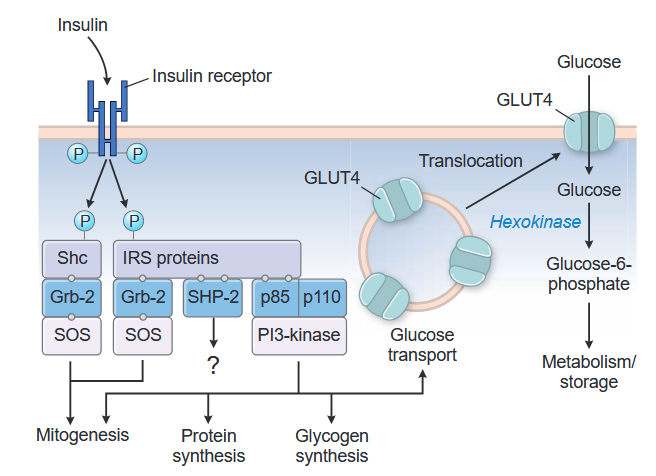 Insulin
Insulin receptor
Glucose
GLUT4
P
P
Translocation
GLUT4
Glucose
P
P
Hexokinase
Shc
IRS proteins
Glucose-6-
phosphate
Grb-2
Grb-2
SHP-2
p85
p110
SOS
SOS
PI3-kinase
Glucose
transport
?
Metabolism/
storage
Mitogenesis
Protein
synthesis
Glycogen
synthesis